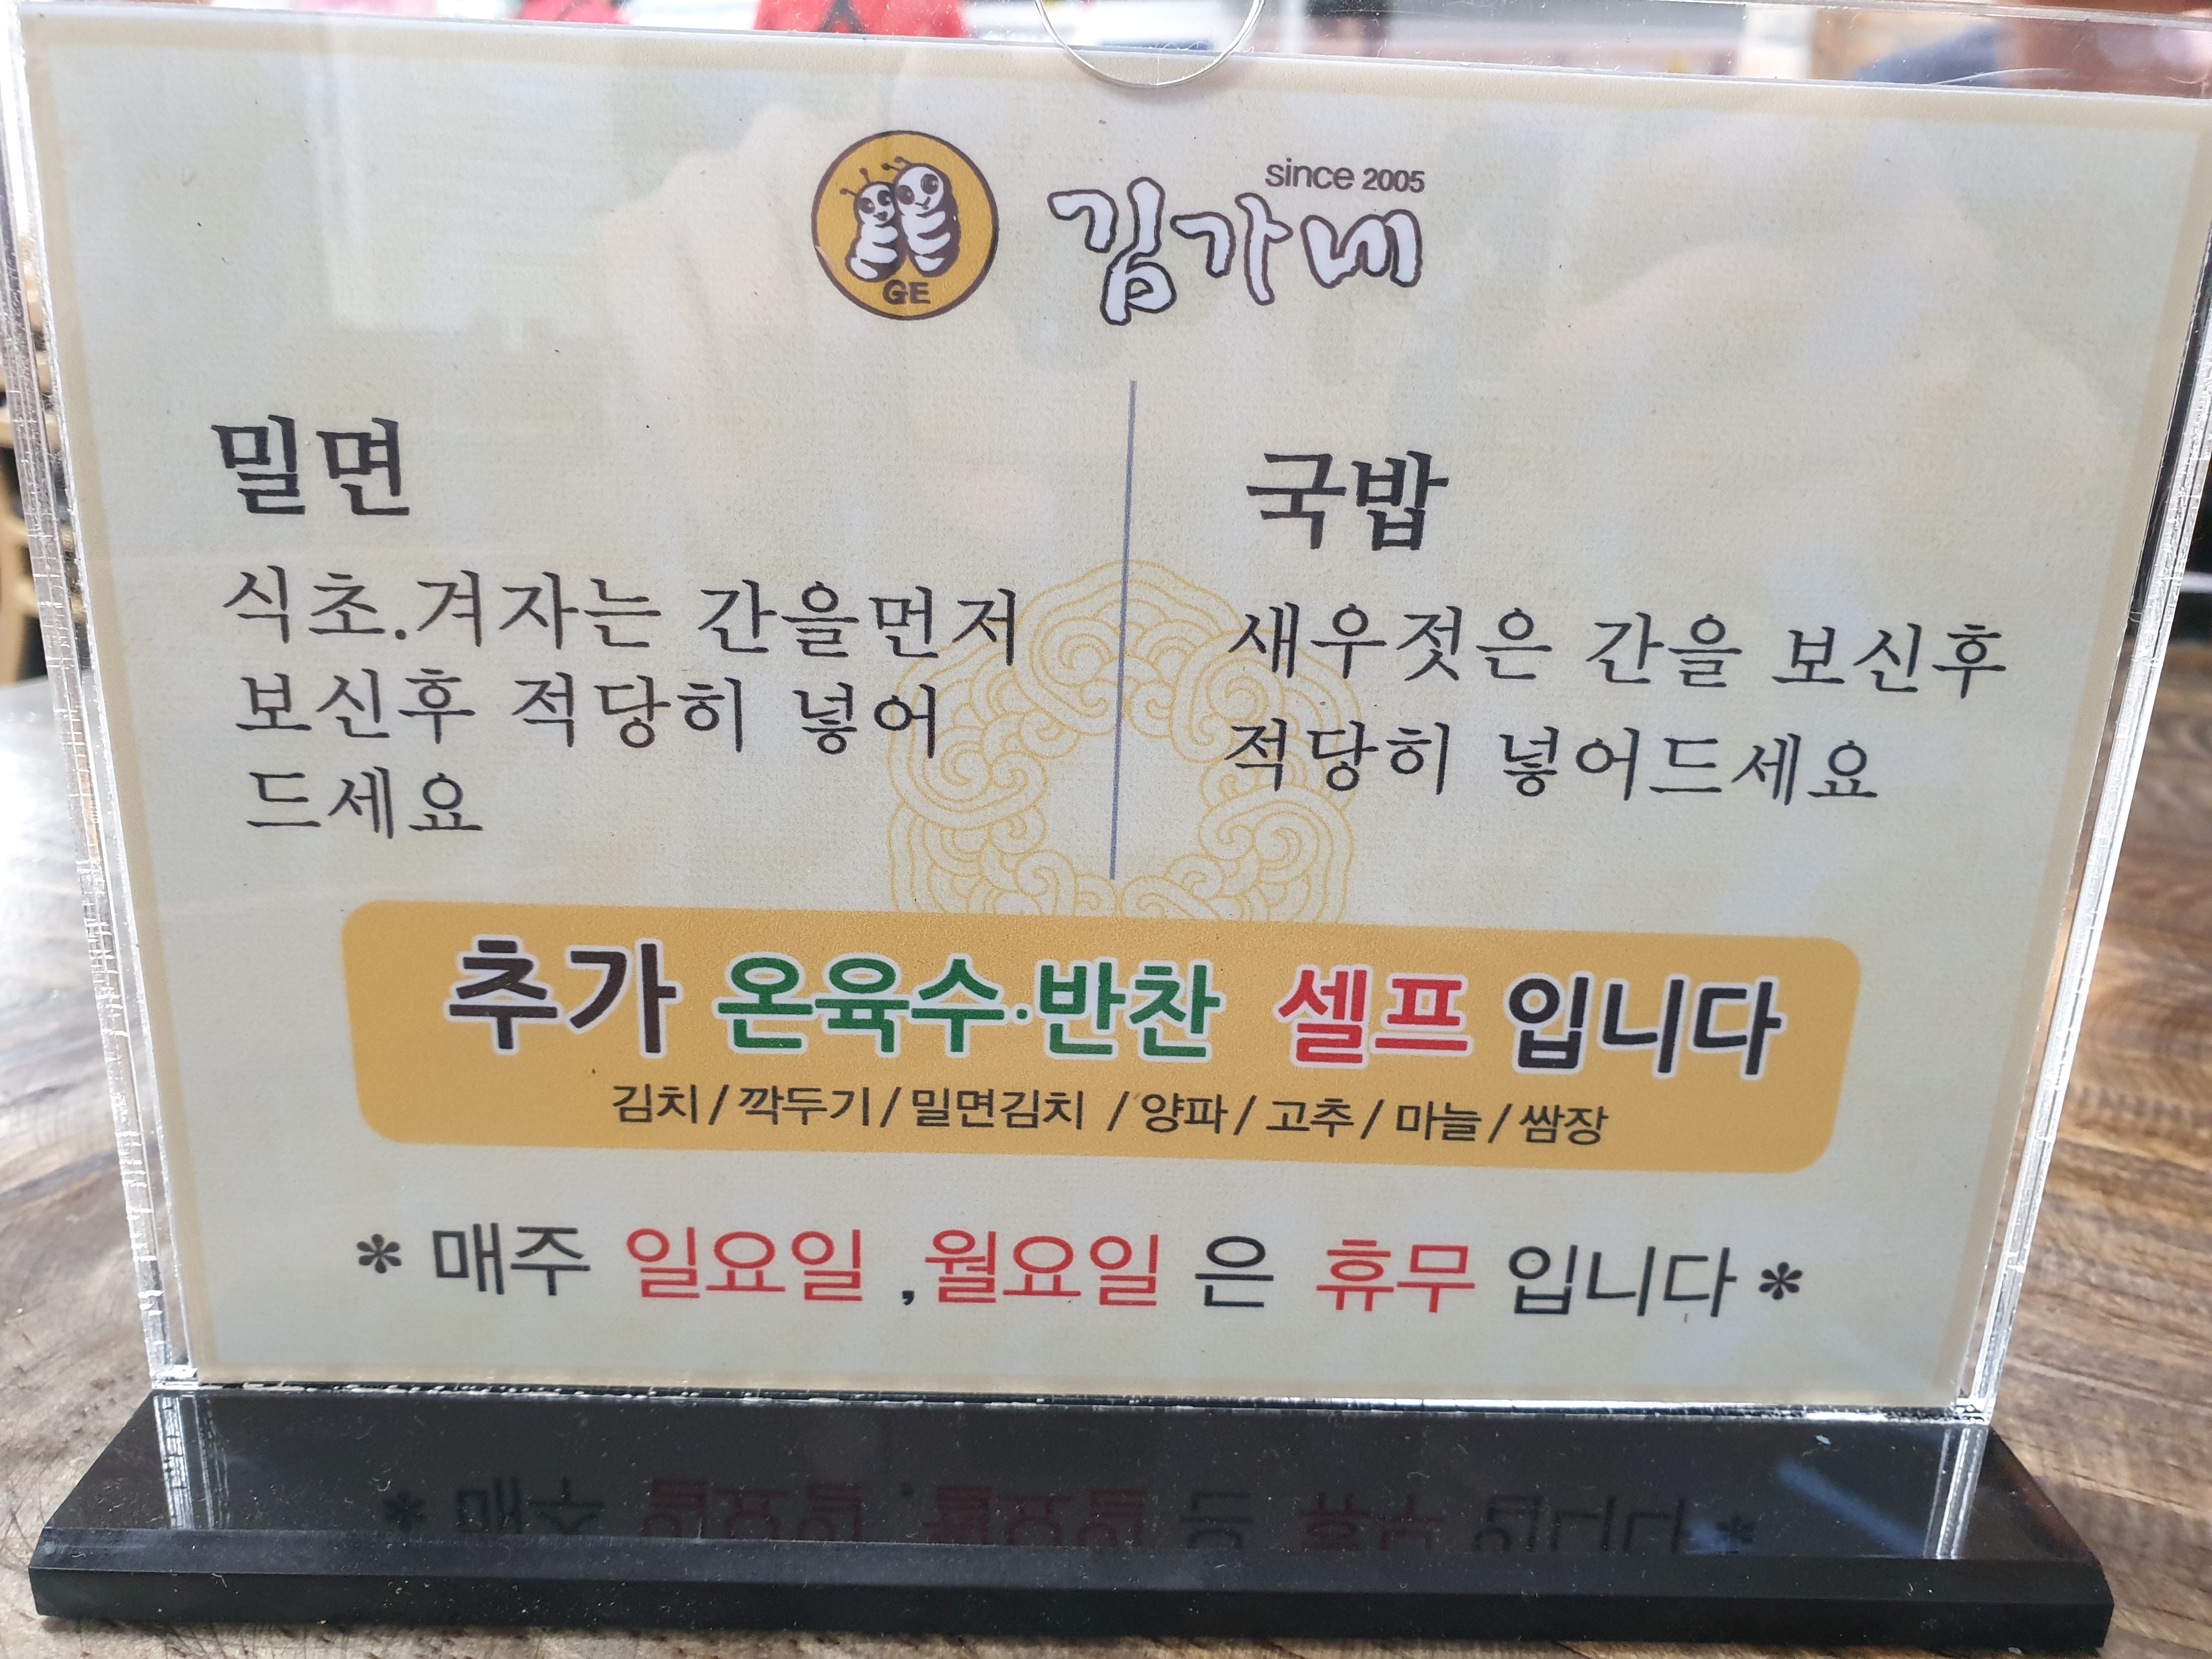 GE
since 2005
김가네
밀면
식초.겨자는 간을먼저
보신후 적당히 넣어
드세요
국밥
새우젓은 간을 보신후
적당히 넣어드세요
추가 온육수·반찬 셀프 입니다
김치 / 깍두기 / 밀면김치 / 양파 / 고추 / 마늘 / 쌈장
* 매주 일요일 ,월요일 은 휴무 입니다 *